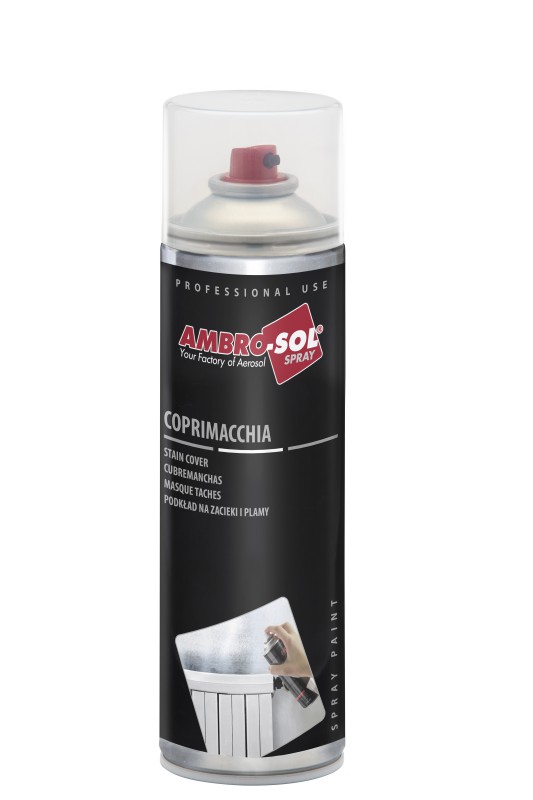 PROFESSIONAL USE
AMBRO-SOL®
Your Factory of Aerosol SPRAY
COPRIMACCHIA
STAIN COVER
CUBREMANCHAS
MASQUE TACHES
PODKŁAD NA ZACIEKI I PLAMY
SPRAY PAINT